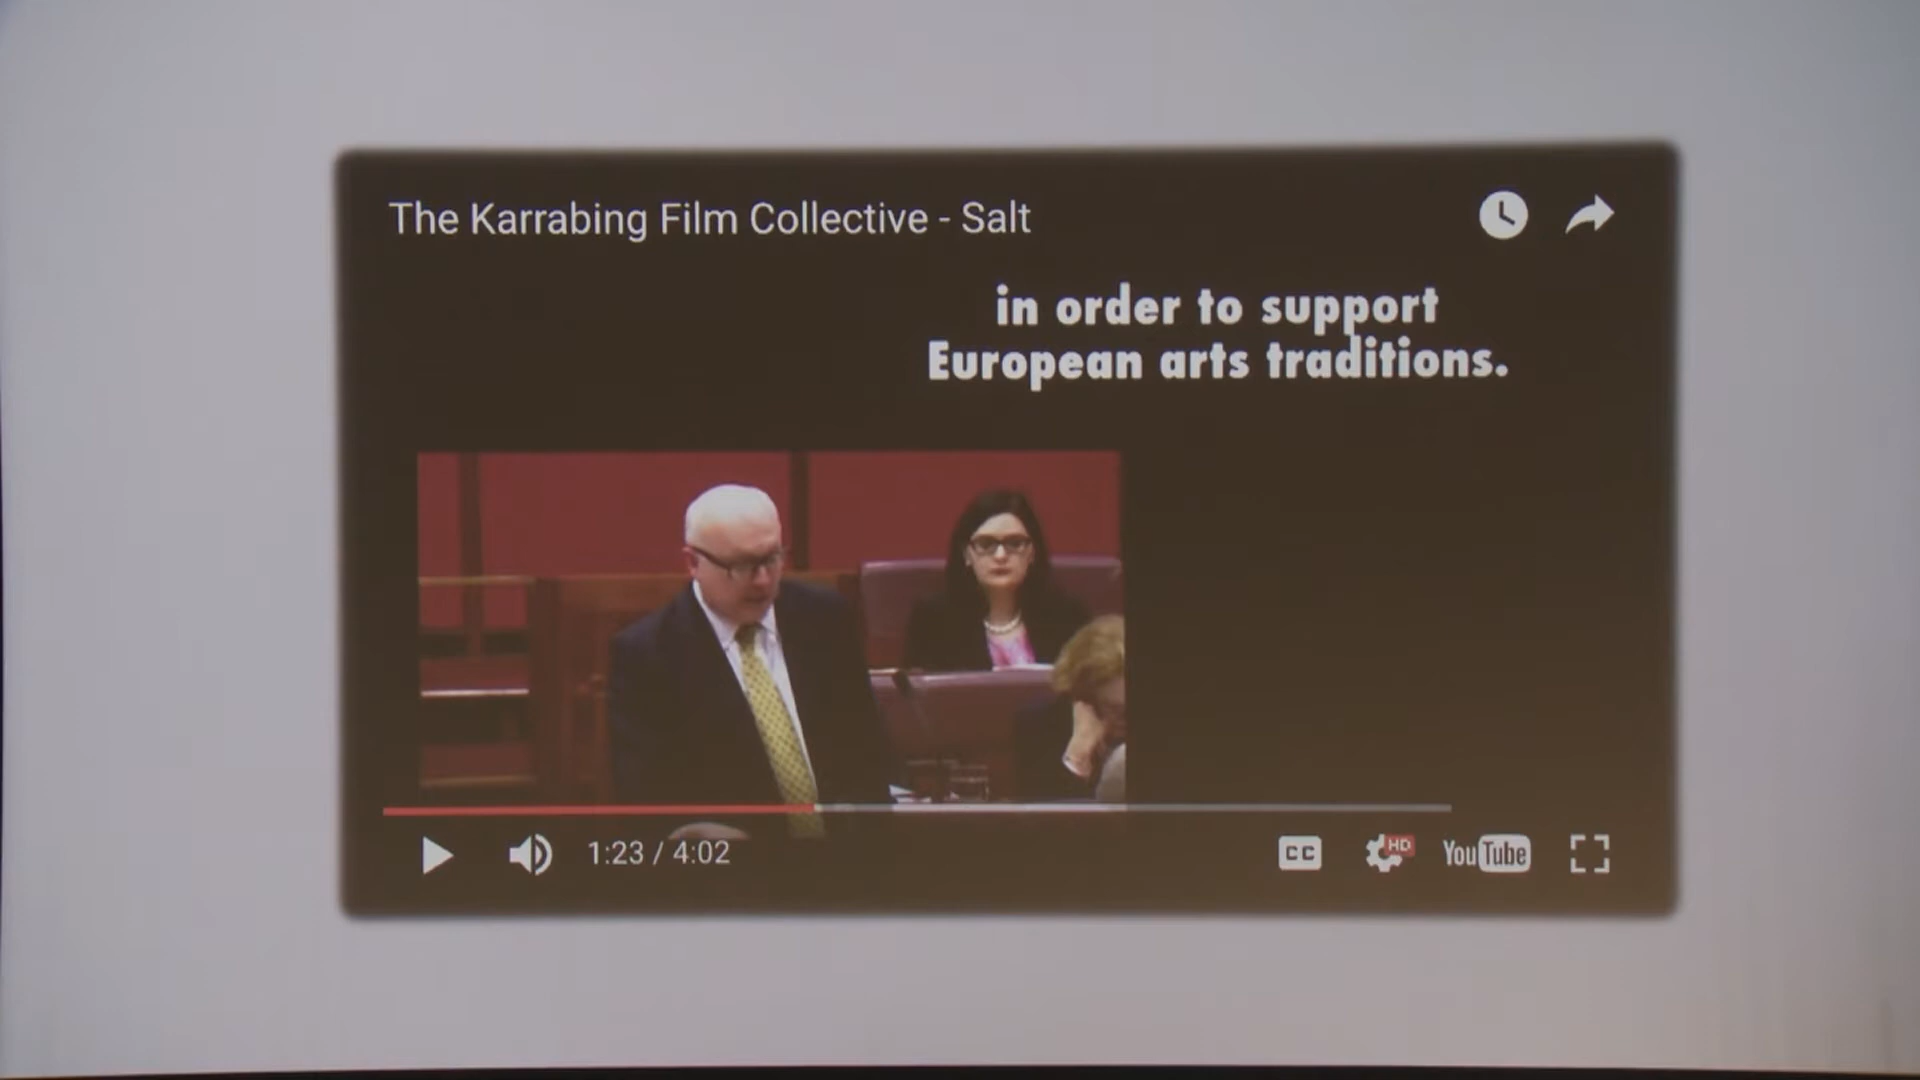 The Karrabing Film Collective - Salt
in order to support
European arts traditions.
1:23 / 4:02
CC
HD
YouTube